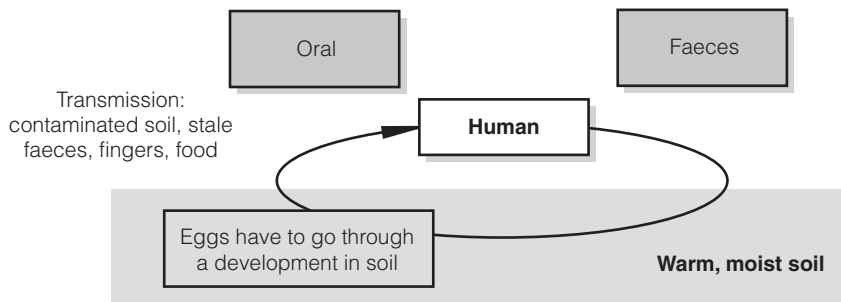 Oral
Faeces
Transmission:
contaminated soil, stale
faeces, fingers, food
Human
Eggs have to go through
a development in soil
Warm, moist soil